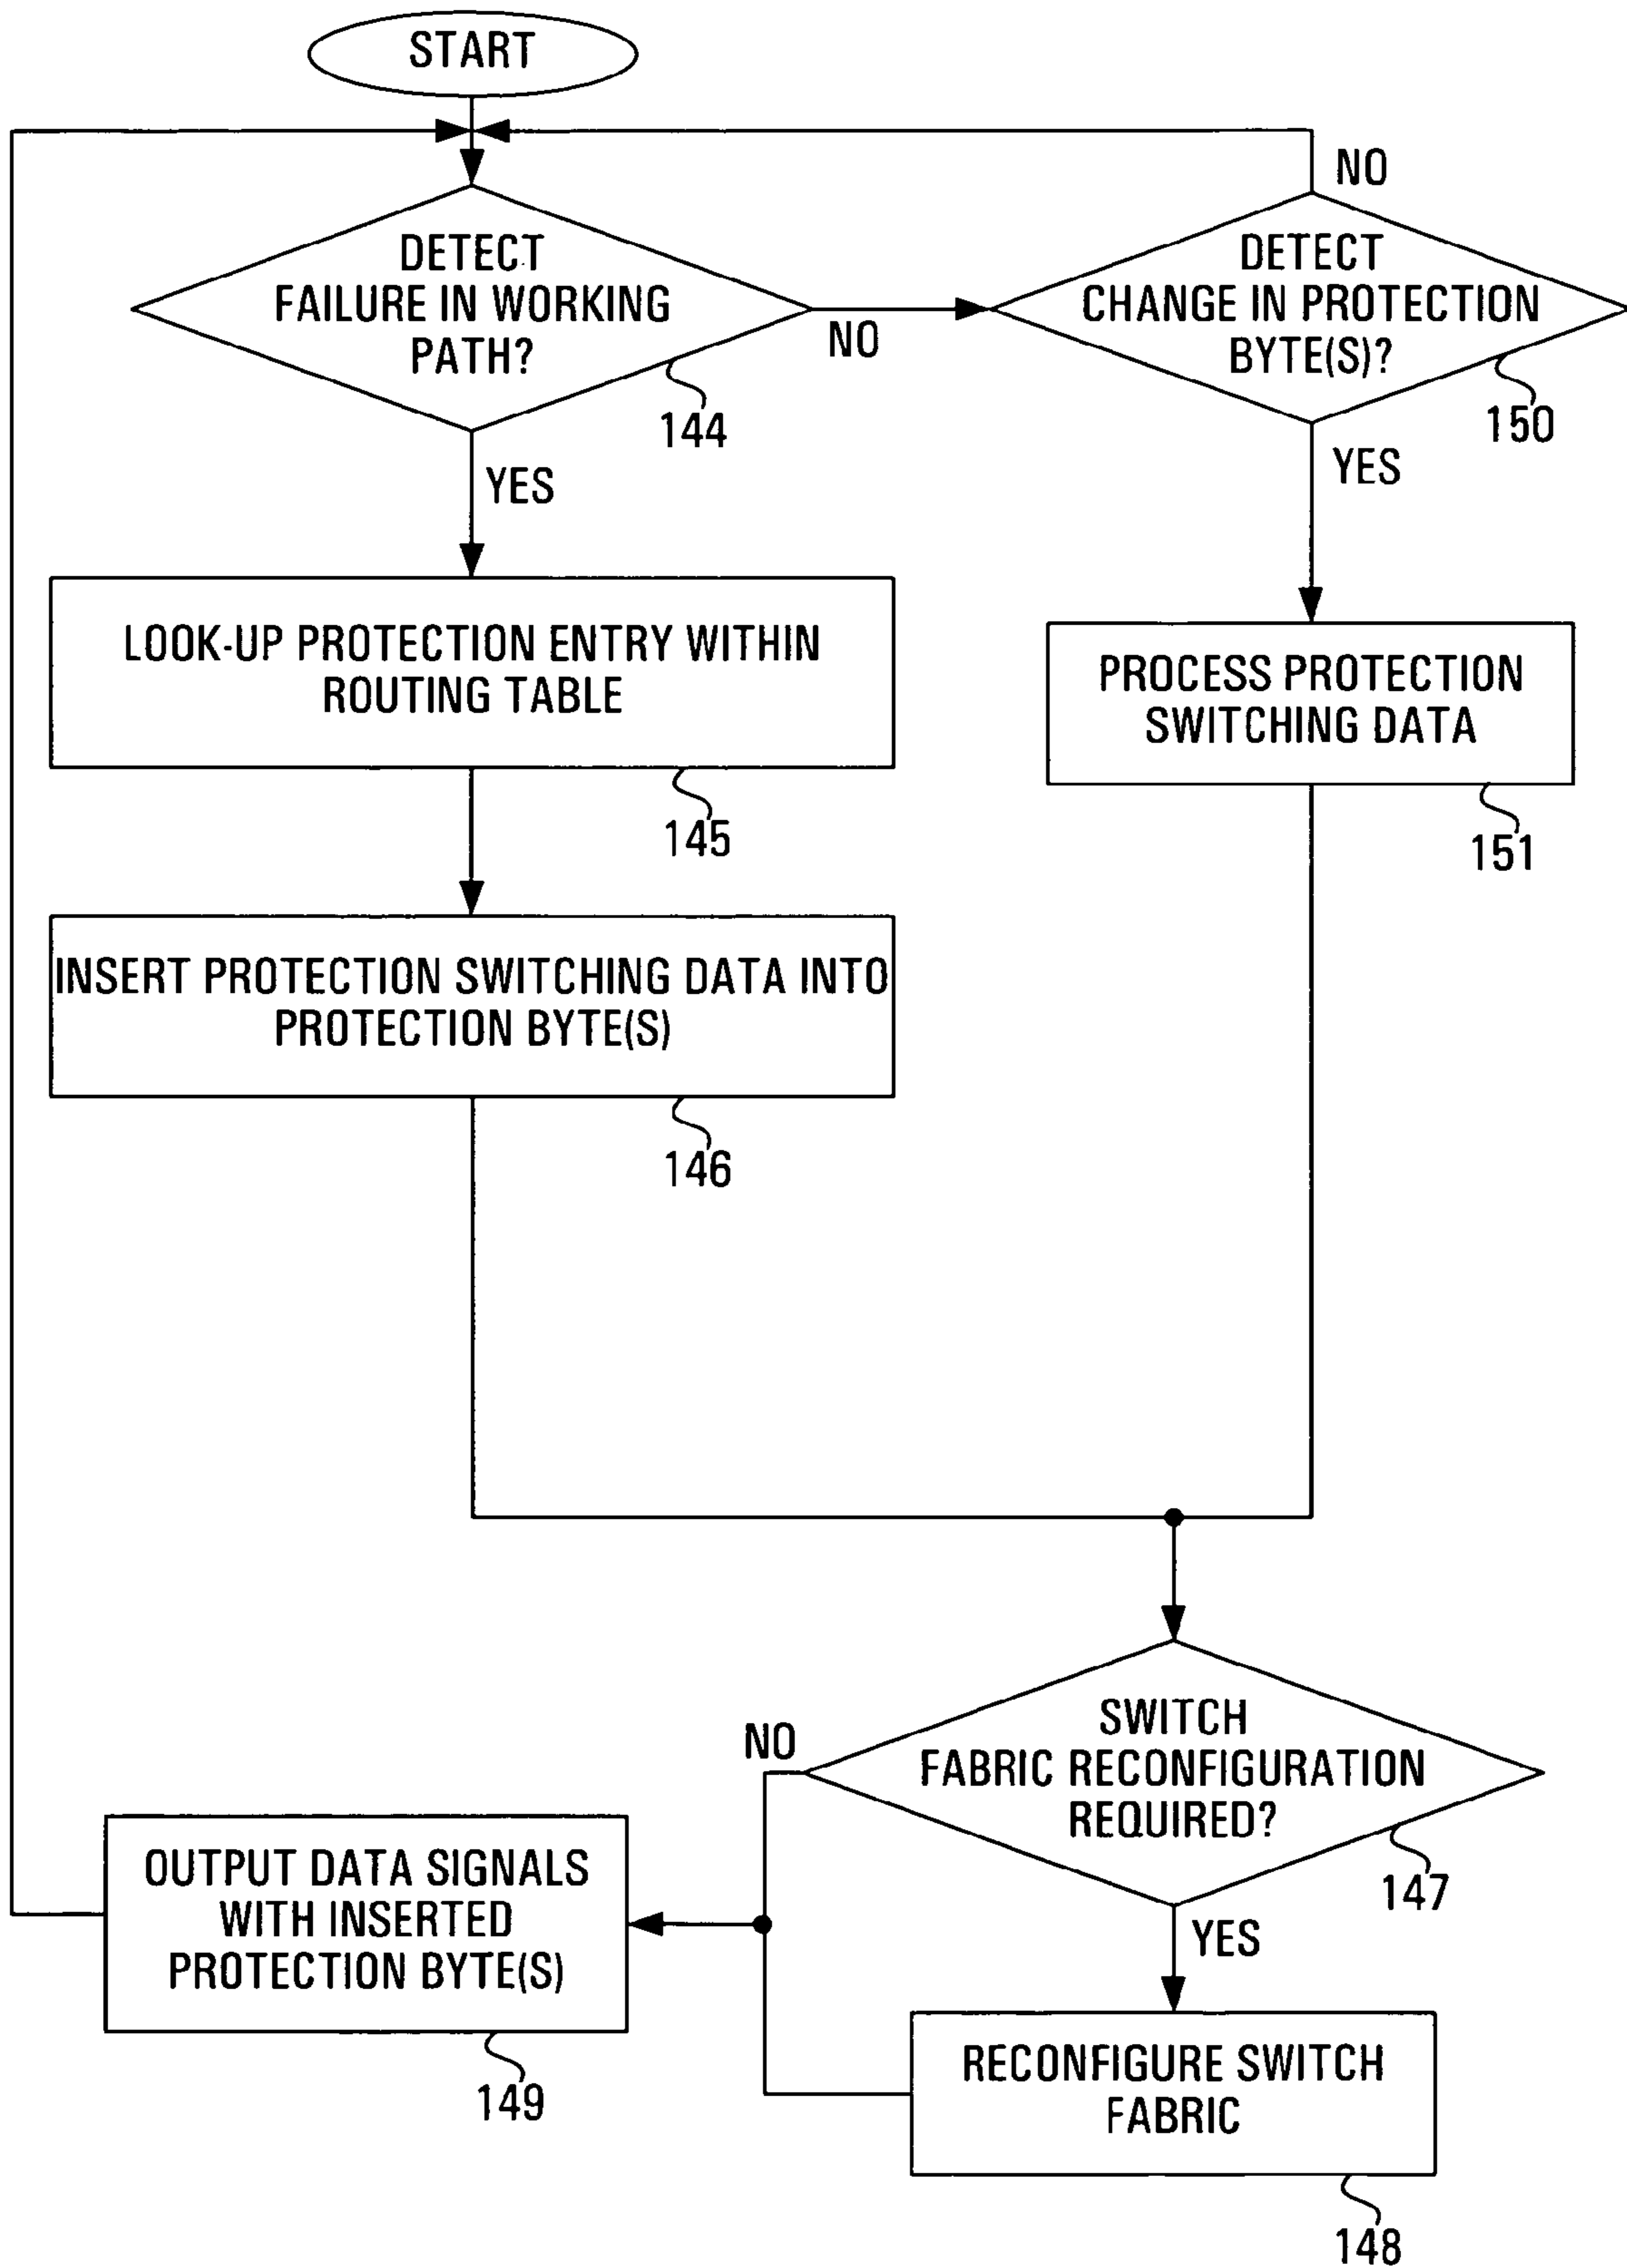 START
NO
DETECT
FAILURE IN WORKING
PATH?
NO
144
DETECT
CHANGE IN PROTECTION
BYTE(S)?
150
YES
YES
LOOK-UP PROTECTION ENTRY WITHIN
ROUTING TABLE
145
PROCESS PROTECTION
SWITCHING DATA
151
INSERT PROTECTION SWITCHING DATA INTO
PROTECTION BYTE(S)
146
SWITCH
FABRIC RECONFIGURATION
REQUIRED?
147
NO
YES
OUTPUT DATA SIGNALS
WITH INSERTED
PROTECTION BYTE(S)
149
RECONFIGURE SWITCH
FABRIC
148